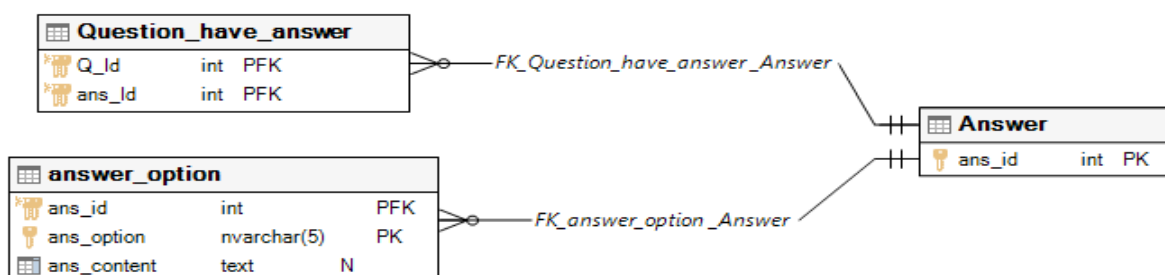 Question_have_answer
Q_Id int PFK
ans_Id int PFK
FK_Question_have_answer_Answer
Answer
ans_id int PK
answer_option
ans_id int PFK
ans_option nvarchar(5) PK
ans_content text N
FK_answer_option_Answer